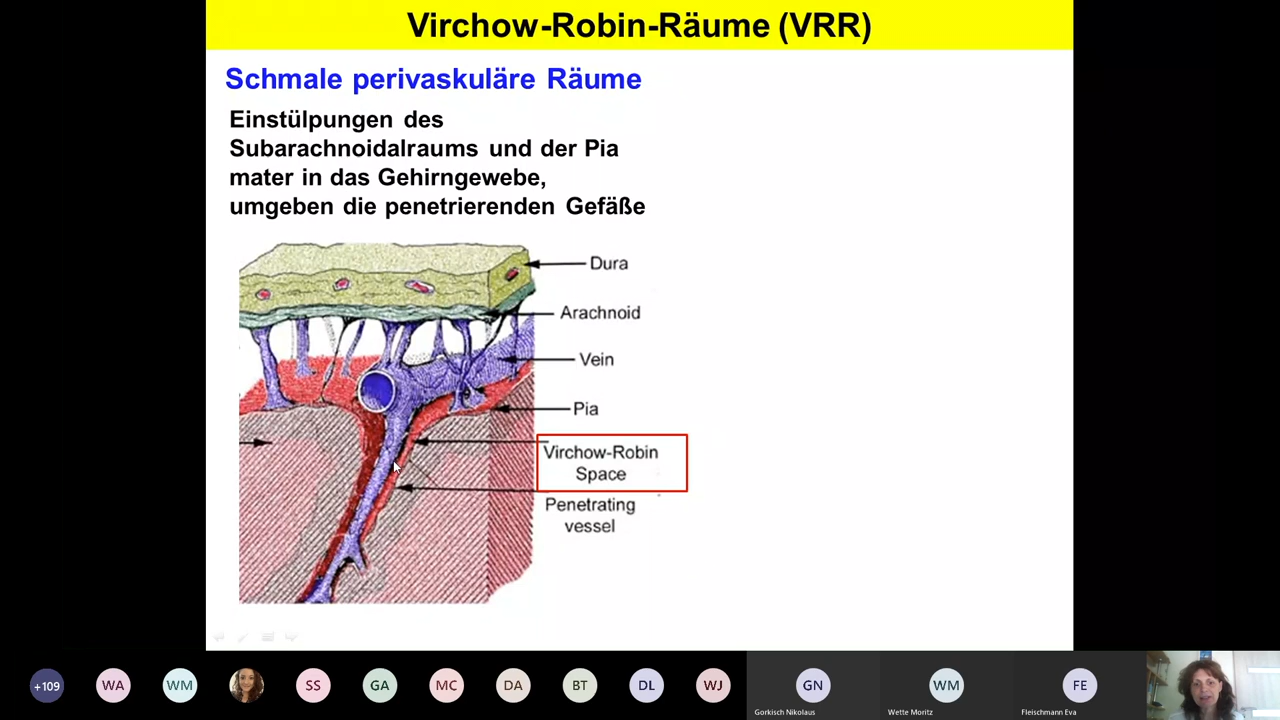 Virchow-Robin-Räume (VRR)
Schmale perivaskuläre Räume
Einstülpungen des
Subarachnoidalraums und der Pia
mater in das Gehirngewebe,
umgeben die penetrierenden Gefäße
Dura
Arachnoid
Vein
Pia
Virchow-Robin
Space
Penetrating
vessel
+109
WA
WM
SS
GA
MC
DA
BT
DL
WJ
GN
WM
FE
Gorkisch Nikolaus
Wette Moritz
Fleischmann Eva